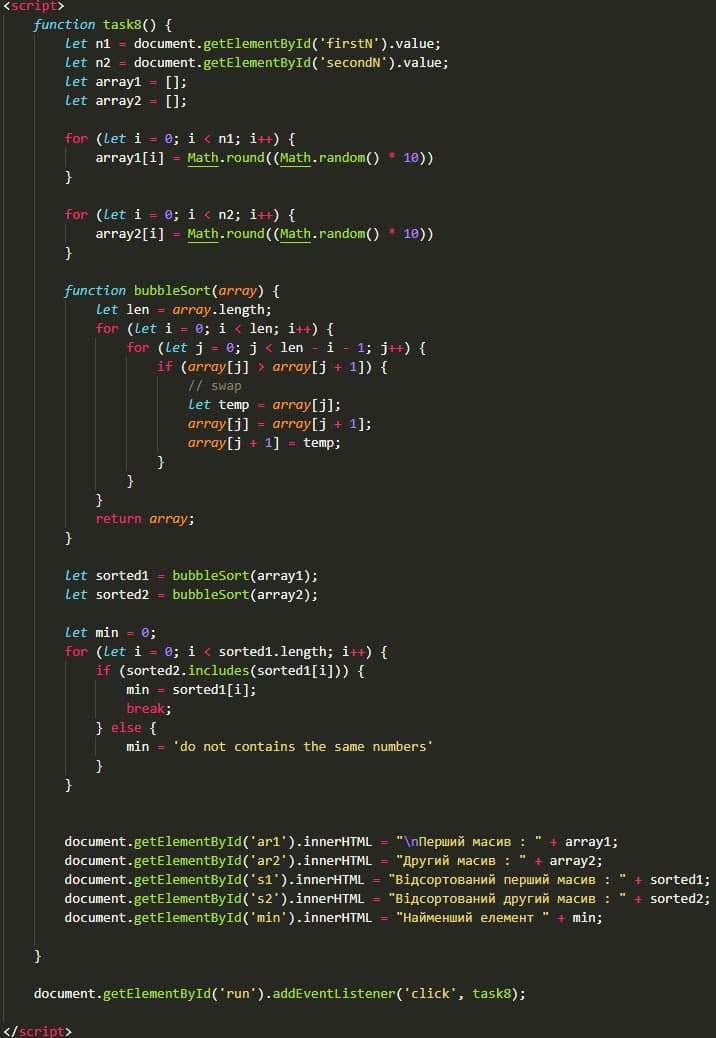 <script>
function task8() {
let n1 = document.getElementById('firstN').value;
let n2 = document.getElementById('secondN').value;
let array1 = [];
let array2 = [];
for (let i = 0; i < n1; i++) {
array1[i] = Math.round((Math.random() * 10))
}
for (let i = 0; i < n2; i++) {
array2[i] = Math.round((Math.random() * 10))
}
function bubbleSort(array) {
let len = array.length;
for (let i = 0; i < len; i++) {
for (let j = 0; j < len - i - 1; j++) {
if (array[j] > array[j + 1]) {
// swap
let temp = array[j];
array[j] = array[j + 1];
array[j + 1] = temp;
}
}
}
return array;
}
let sorted1 = bubbleSort(array1);
let sorted2 = bubbleSort(array2);
let min = 0;
for (let i = 0; i < sorted1.length; i++) {
if (sorted2.includes(sorted1[i])) {
min = sorted1[i];
break;
} else {
min = 'do not contains the same numbers'
}
}
document.getElementById('ar1').innerHTML = "\nПерший масив : " + array1;
document.getElementById('ar2').innerHTML = "Другий масив : " + array2;
document.getElementById('s1').innerHTML = "Відсортований перший масив : " + sorted1;
document.getElementById('s2').innerHTML = "Відсортований другий масив : " + sorted2;
document.getElementById('min').innerHTML = "Найменший елемент " + min;
}
document.getElementById('run').addEventListener('click', task8);
</script>